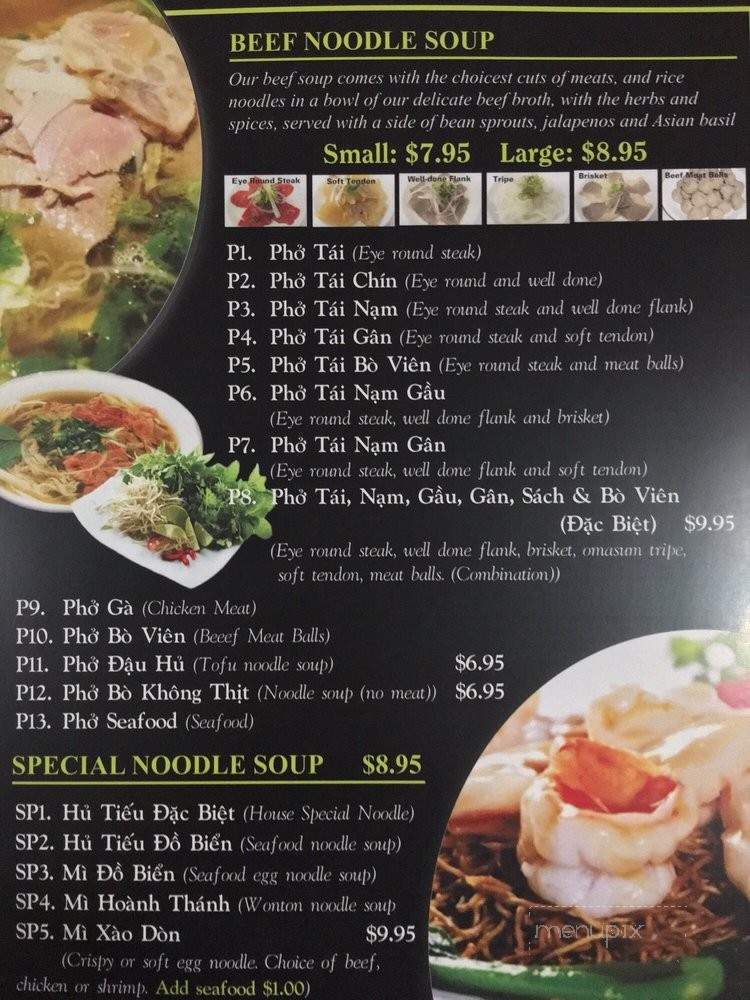 BEEF NOODLE SOUP
Our beef soup comes with the choicest cuts of meats, and rice
noodles in a bowl of our delicate beef broth, with the herbs and
spices, served with a side of bean sprouts, jalapenos and Asian basil
Small: $7.95 Large: $8.95
Eye Round Steak Soft Tendon Well-done Flank Tripe Brisket Beef Meat Balls
P1. Phở Tái (Eye round steak)
P2. Phở Tái Chín (Eye round and well done)
P3. Phở Tái Nạm (Eye round steak and well done flank)
P4. Phở Tái Gân (Eye round steak and soft tendon)
P5. Phở Tái Bò Viên (Eye round steak and meat balls)
P6. Phở Tái Nạm Gầu
(Eye round steak, well done flank and brisket)
P7. Phở Tái Nạm Gân
(Eye round steak, well done flank and soft tendon)
P8. Phở Tái, Nạm, Gầu, Gân, Sách & Bò Viên
(Đặc Biệt) $9.95
(Eye round steak, well done flank, brisket, omasum tripe,
soft tendon, meat balls. (Combination))
P9. Phở Gà (Chicken Meat)
P10. Phở Bò Viên (Beeef Meat Balls)
P11. Phở Đậu Hủ (Tofu noodle soup) $6.95
P12. Phở Bò Không Thịt (Noodle soup (no meat)) $6.95
P13. Phở Seafood (Seafood)
SPECIAL NOODLE SOUP $8.95
SP1. Hủ Tiếu Đặc Biệt (House Special Noodle)
SP2. Hủ Tiếu Đồ Biển (Seafood noodle soup)
SP3. Mì Đồ Biển (Seafood egg noodle soup)
SP4. Mì Hoành Thánh (Wonton noodle soup
SP5. Mì Xào Dòn $9.95
(Crispy or soft egg noodle. Choice of beef,
chicken or shrimp. Add seafood $1.00)
menupix